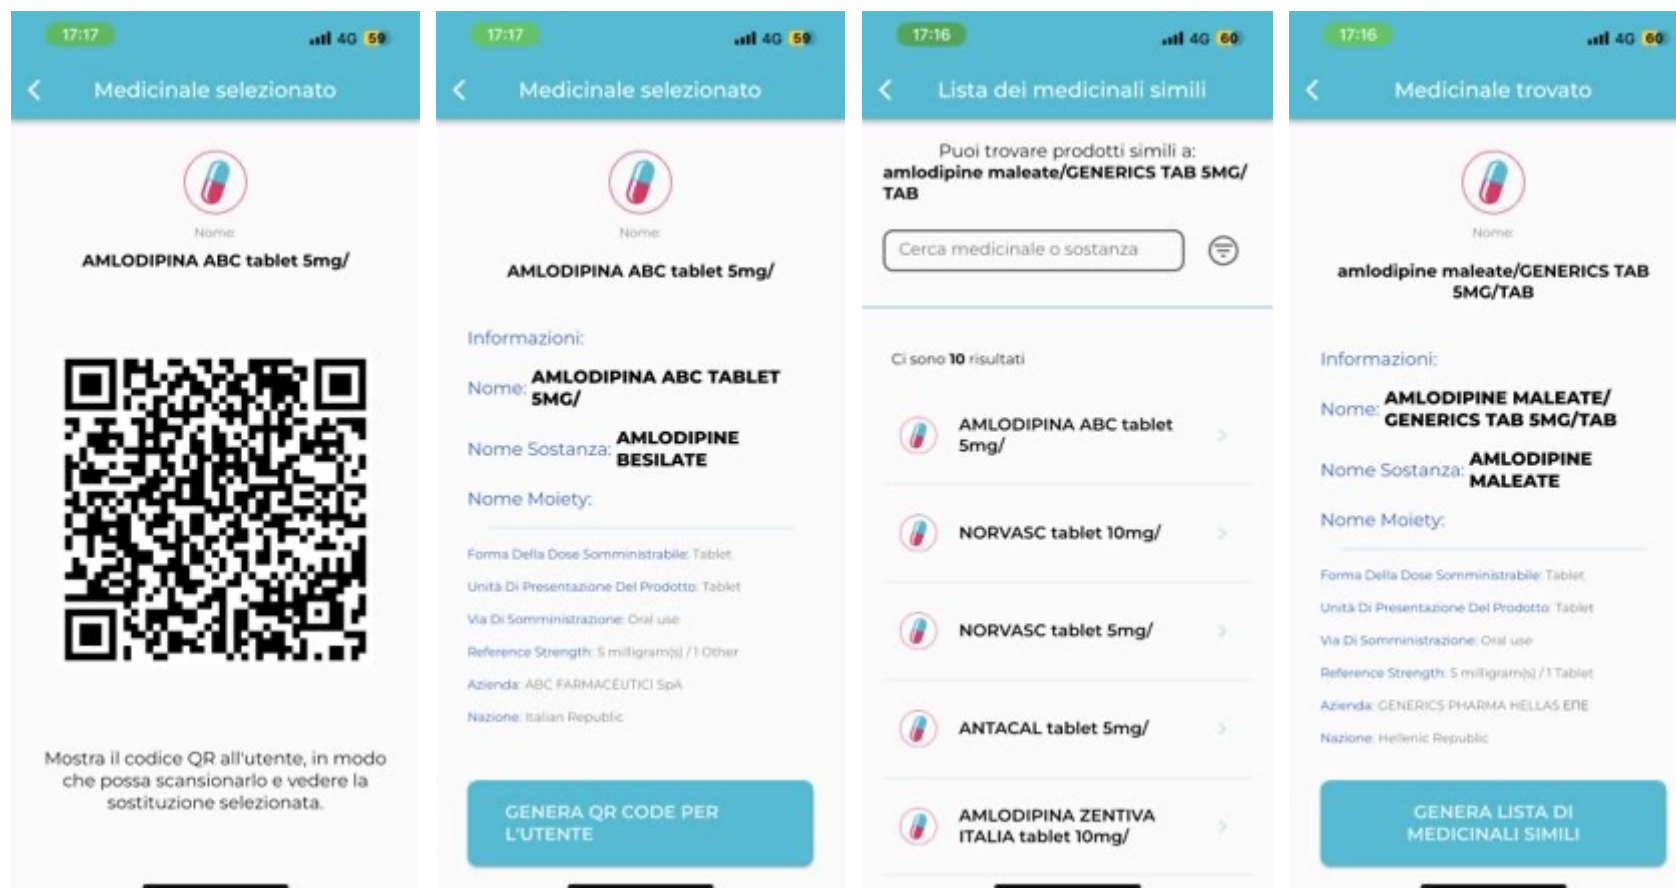 17:17
4G 59
Medicinale selezionato
Nome:
AMLODIPINA ABC tablet 5mg/
Mostra il codice QR all'utente, in modo
che possa scansionarlo e vedere la
sostituzione selezionata.
17:17
4G 59
Medicinale selezionato
Nome:
AMLODIPINA ABC tablet 5mg/
Informazioni:
Nome: AMLODIPINA ABC TABLET
5MG/
Nome Sostanza: AMLODIPINE
BESILATE
Nome Moiety:
Forma Della Dose Somministrabile: Tablet
Unità Di Presentazione Del Prodotto: Tablet
Via Di Somministrazione: Oral use
Reference Strength: 5 milligram(s) / 1 Other
Azienda: ABC FARMACEUTICI SpA
Nazione: Italian Republic
GENERA QR CODE PER
L'UTENTE
17:16
4G 60
Lista dei medicinali simili
Puoi trovare prodotti simili a:
amlodipine maleate/GENERICS TAB 5MG/
TAB
Cerca medicinale o sostanza
Ci sono 10 risultati
AMLODIPINA ABC tablet
5mg/
NORVASC tablet 10mg/
NORVASC tablet 5mg/
ANTACAL tablet 5mg/
AMLODIPINA ZENTIVA
ITALIA tablet 10mg/
17:16
4G 60
Medicinale trovato
Nome:
amlodipine maleate/GENERICS TAB
5MG/TAB
Informazioni:
Nome: AMLODIPINE MALEATE/
GENERICS TAB 5MG/TAB
Nome Sostanza: AMLODIPINE
MALEATE
Nome Moiety:
Forma Della Dose Somministrabile: Tablet
Unità Di Presentazione Del Prodotto: Tablet
Via Di Somministrazione: Oral use
Reference Strength: 5 milligram(s) / 1 Tablet
Azienda: GENERICS PHARMA HELLAS ΕΠΕ
Nazione: Hellenic Republic
GENERA LISTA DI
MEDICINALI SIMILI